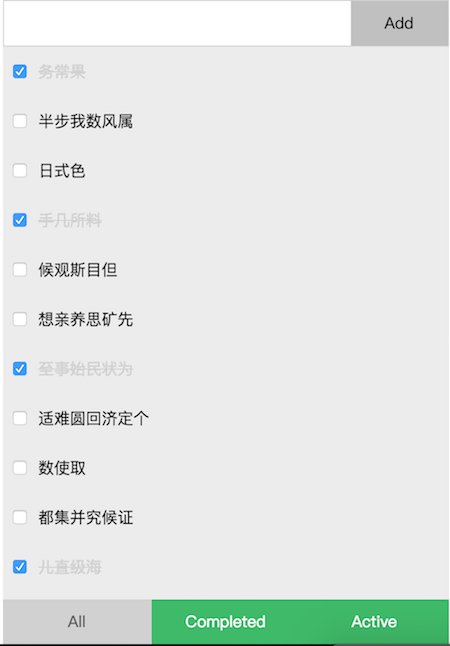 Add
务常果
半步我数风属
日式色
手几所料
候观斯目但
想亲养思矿先
至事始民状为
适难圆回济定个
数使取
都集并究候证
儿直级海
All Completed Active